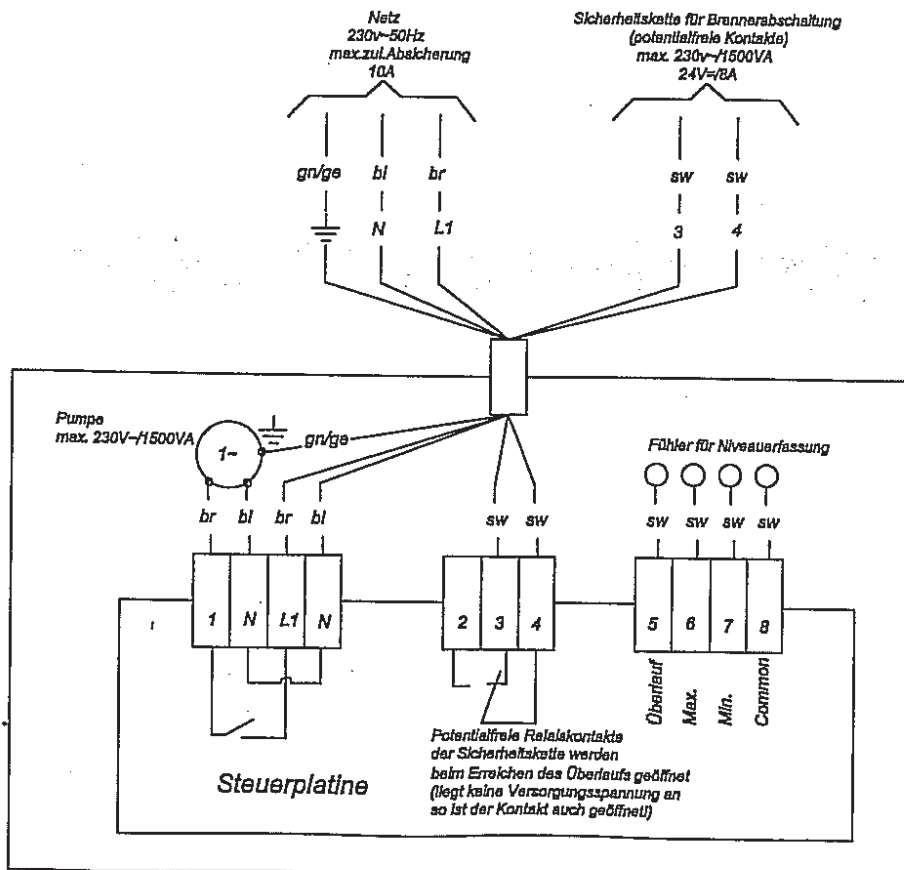 Netz
230v~50Hz
max.zul.Absicherung
10A
Sicherheitskette für Brennerabschaltung
(potentialfreie Kontakte)
max. 230v~/1500VA
24V=/8A
gn/ge
bl
br
sw
sw
N
L1
3
4
Pumpe
max. 230V~/1500VA
1~
gn/ge
Fühler für Niveauerfassung
br
bl
br
bl
sw
sw
sw
sw
sw
sw
1
N
L1
N
2
3
4
5
6
7
8
Überlauf
Max.
Min.
Common
Steuerplatine
Potentialfreie Relaiskontakte
der Sicherheitskette werden
beim Erreichen des Überlaufs geöffnet
(liegt keine Versorgungsspannung an
so ist der Kontakt auch geöffnet!)